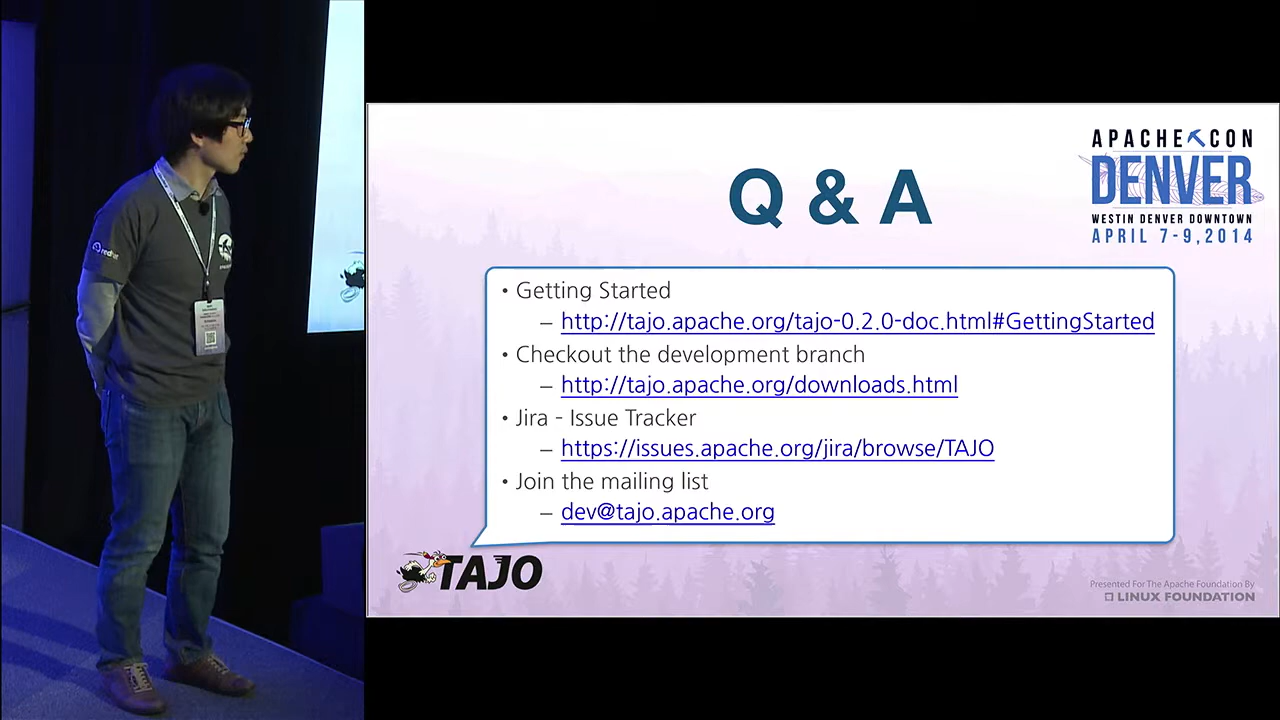 APACHE CON
DENVER
WESTIN DENVER DOWNTOWN
APRIL 7-9, 2014
Q & A
• Getting Started
– http://tajo.apache.org/tajo-0.2.0-doc.html#GettingStarted
• Checkout the development branch
– http://tajo.apache.org/downloads.html
• Jira - Issue Tracker
– https://issues.apache.org/jira/browse/TAJO
• Join the mailing list
– dev@tajo.apache.org
TAJO
Presented For The Apache Foundation By
LINUX FOUNDATION
redhat